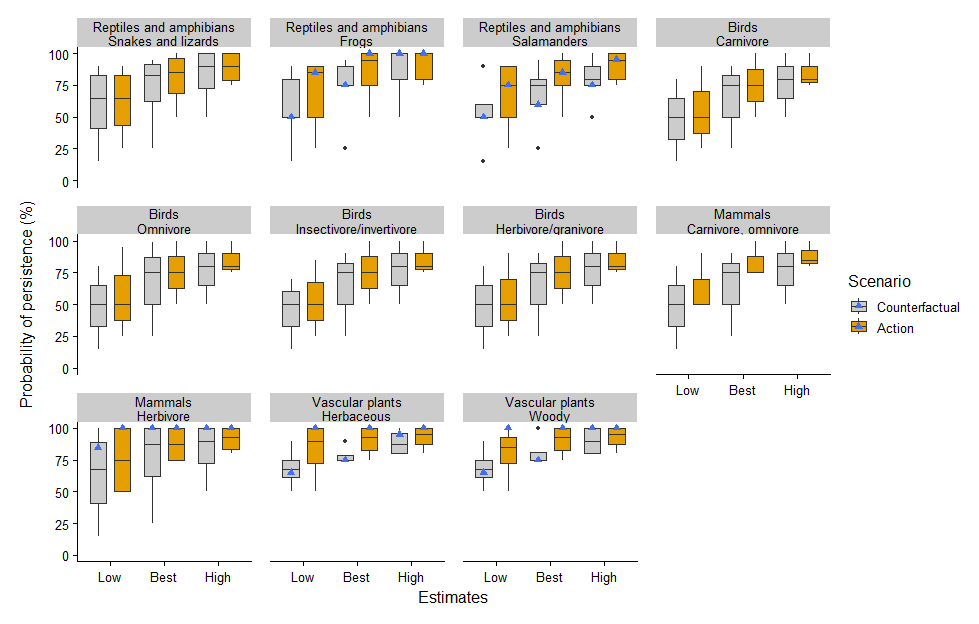 Reptiles and amphibians
Snakes and lizards
Reptiles and amphibians
Frogs
Reptiles and amphibians
Salamanders
Birds
Carnivore
100
75
50
25
0
Birds
Omnivore
Birds
Insectivore/invertivore
Birds
Herbivore/granivore
Mammals
Carnivore, omnivore
100
75
50
25
0
Low
Best
High
Mammals
Herbivore
Vascular plants
Herbaceous
Vascular plants
Woody
100
75
50
25
0
Low
Best
High
Low
Best
High
Low
Best
High
Estimates
Probability of persistence (%)
Scenario
Counterfactual
Action